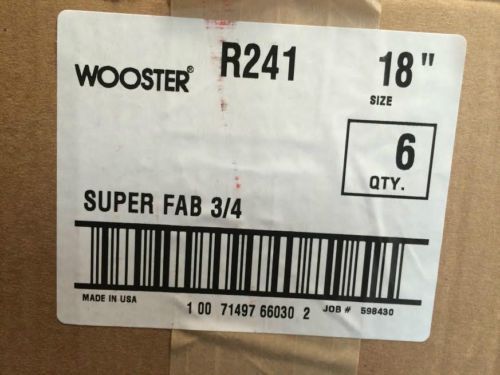 WOOSTER® R241 18"
SIZE
6
QTY.
SUPER FAB 3/4
MADE IN USA
1 00 71497 66030 2 JOB # 598430